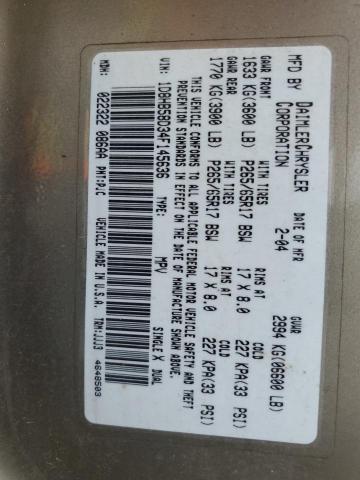 MFD BY DAIMLERCHRYSLER CORPORATION
DATE OF MFR 2-04
GVWR 2994 KG(06600 LB)
GAWR FRONT 1633 KG(3600 LB)
WITH TIRES P265/65R17 BSW
RIMS AT 17 X 8.0
COLD 227 KPA(33 PSI)
GAWR REAR 1770 KG(3900 LB)
WITH TIRES P265/65R17 BSW
RIMS AT 17 X 8.0
COLD 227 KPA(33 PSI)
THIS VEHICLE CONFORMS TO ALL APPLICABLE FEDERAL MOTOR VEHICLE SAFETY AND THEFT
PREVENTION STANDARDS IN EFFECT ON THE DATE OF MANUFACTURE SHOWN ABOVE.
VIN: 1D8HB58D34F145636 TYPE: MPV SINGLE X DUAL
MDH: 022322 086AA PNT: PJC VEHICLE MADE IN U.S.A. TRM: JJJ3 4648503